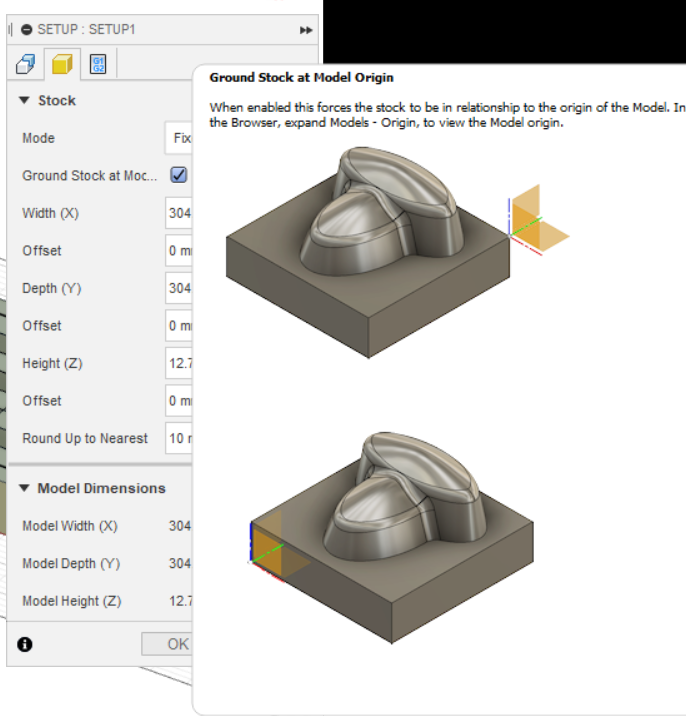 SETUP : SETUP1
G1
G2
Ground Stock at Model Origin
Stock
When enabled this forces the stock to be in relationship to the origin of the Model. In
the Browser, expand Models - Origin, to view the Model origin.
Mode Fix
Ground Stock at Moc...
Width (X) 304
Offset 0 m
Depth (Y) 304
Offset 0 m
Height (Z) 12.7
Offset 0 m
Round Up to Nearest 10
Model Dimensions
Model Width (X) 304
Model Depth (Y) 304
Model Height (Z) 12.7
OK